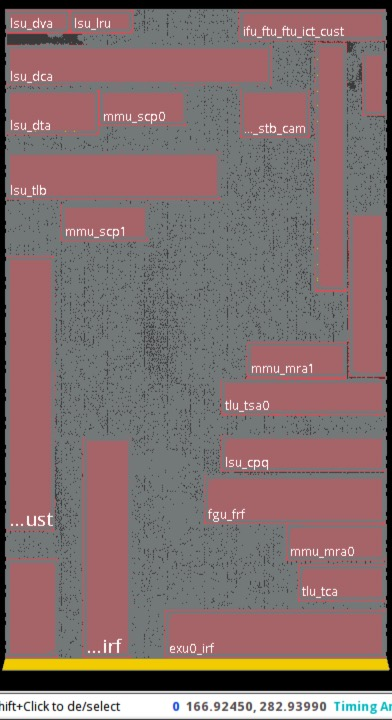 lsu_dva lsu_lru
ifu_ftu_ftu_ict_cust
lsu_dca
lsu_dta mmu_scp0
..._stb_cam
lsu_tlb
mmu_scp1
mmu_mra1
tlu_tsa0
lsu_cpq
...ust
fgu_frf
mmu_mra0
tlu_tca
...irf
exu0_irf
hift+Click to de/select 0 166.92450, 282.93990 Timing A